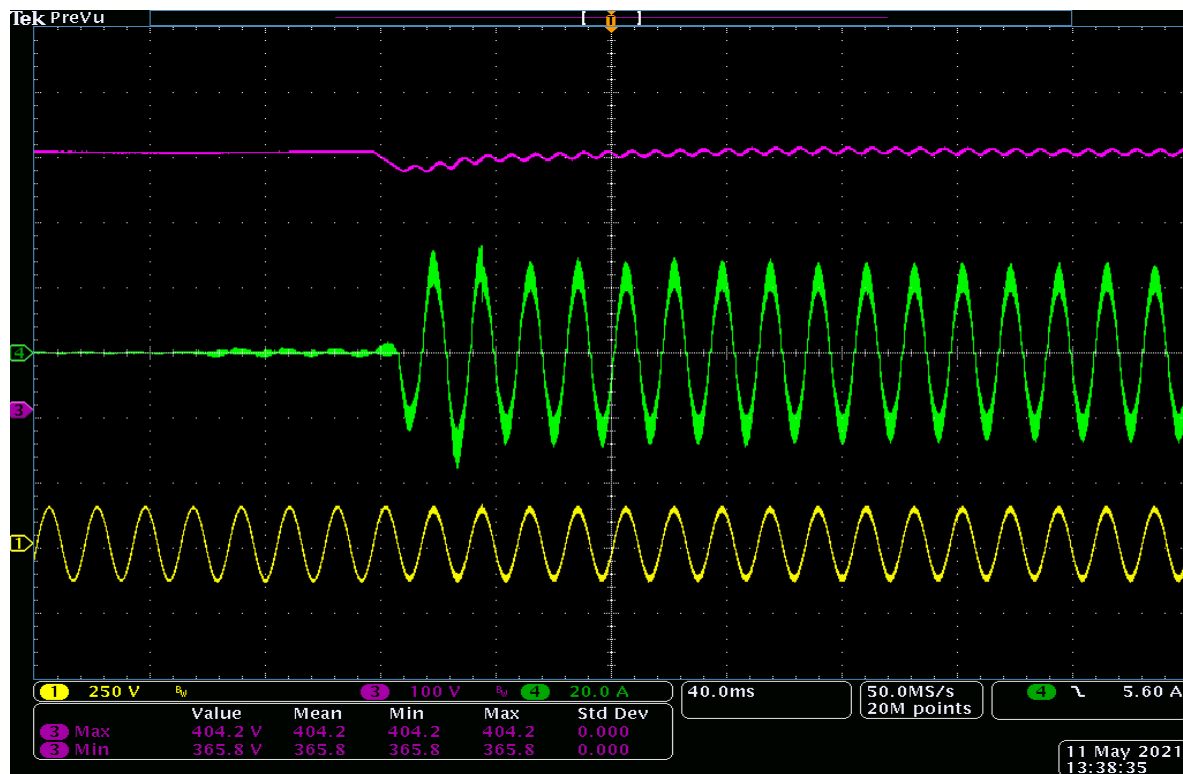 Tek PreVu
[ T ]
4
3
1
1 250 V BW 3 100 V BW 4 20.0 A
40.0ms
50.0MS/s
20M points
4 5.60 A
Value Mean Min Max Std Dev
3 Max 404.2 V 404.2 404.2 404.2 0.000
3 Min 365.8 V 365.8 365.8 365.8 0.000
11 May 2021
13:38:35